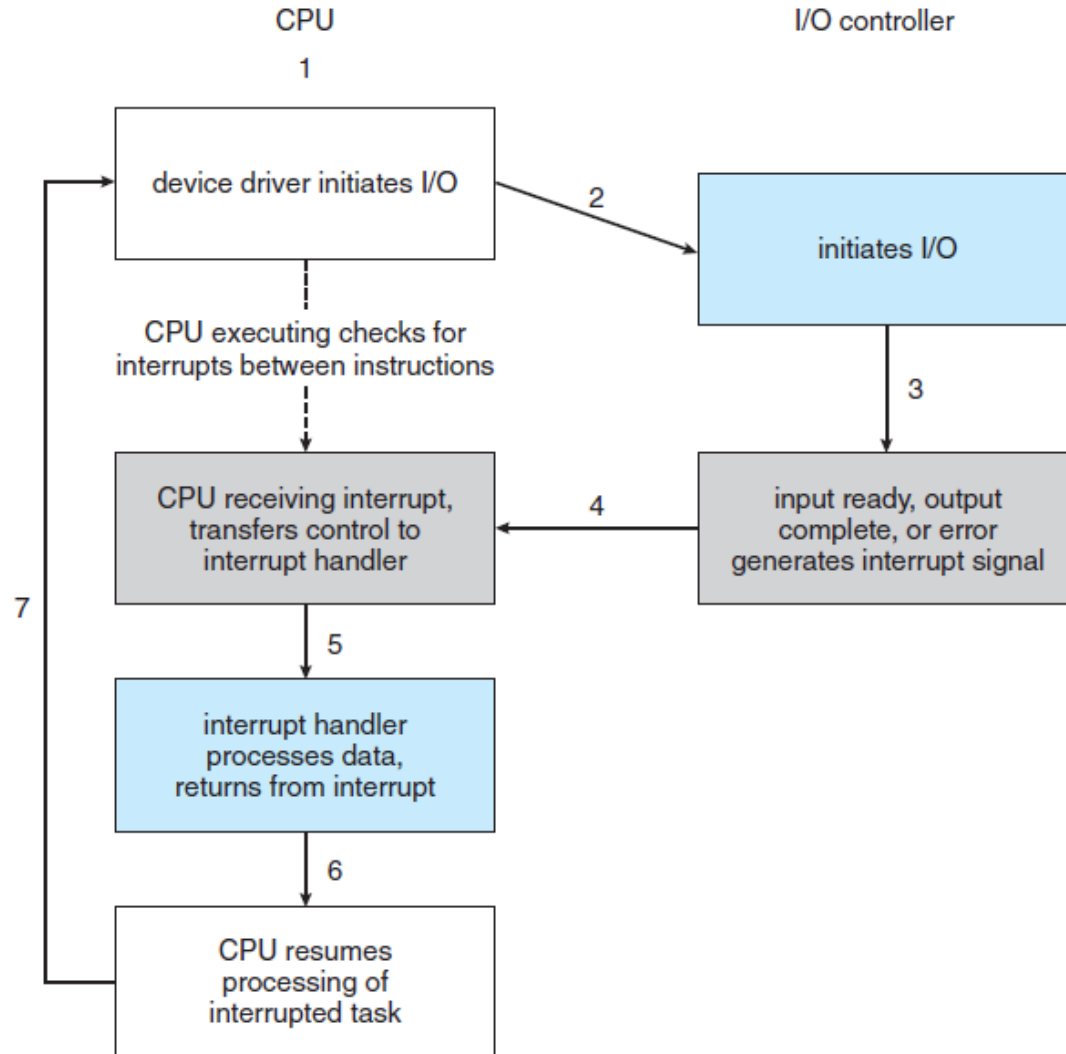 CPU
I/O controller
1
device driver initiates I/O
2
initiates I/O
CPU executing checks for
interrupts between instructions
3
CPU receiving interrupt,
transfers control to
interrupt handler
4
input ready, output
complete, or error
generates interrupt signal
7
5
interrupt handler
processes data,
returns from interrupt
6
CPU resumes
processing of
interrupted task